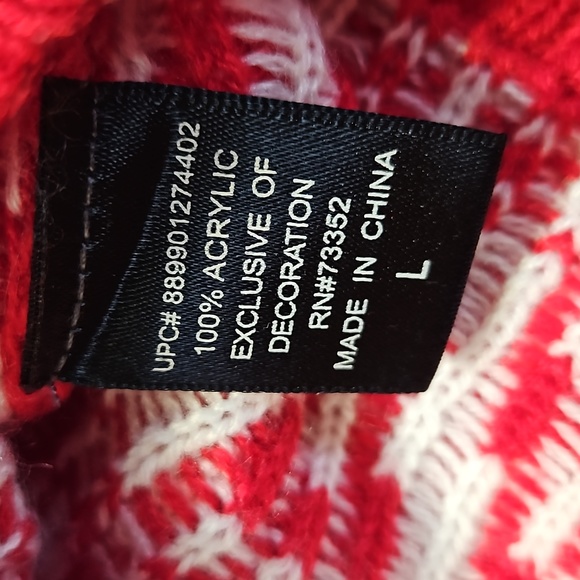 UPC# 889901274402
100% ACRYLIC
EXCLUSIVE OF
DECORATION
RN#73352
MADE IN CHINA
L